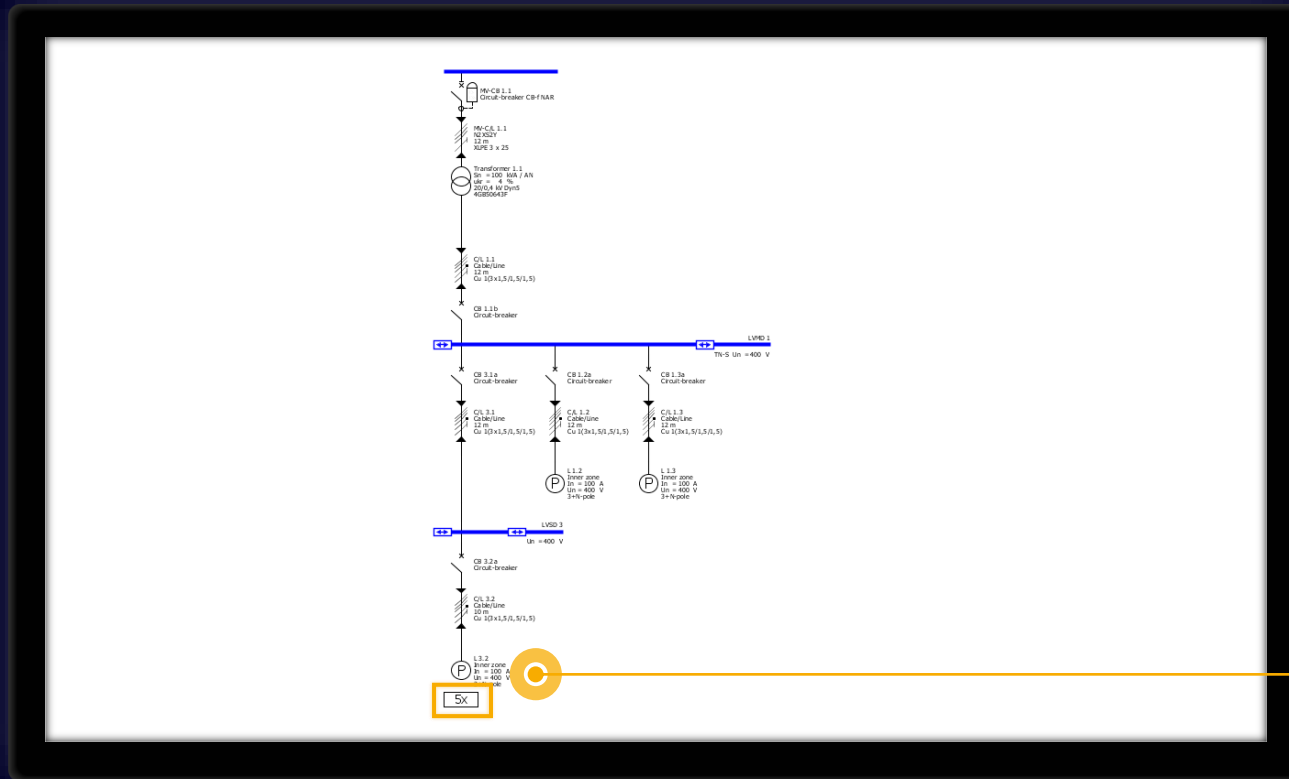 MV-CB 1.1
Circuit-breaker CB-f NAR
MV-C/L 1.1
N2XS2Y
12 m
XLPE 3 x 25
Transformer 1.1
Sn = 100 kVA / AN
ukr = 4 %
20/0,4 kV Dyn5
4GB50643F
C/L 1.1
Cable/Line
12 m
Cu 1(3x1,5/1,5/1,5)
CB 1.1b
Circuit-breaker
LVMD 1
TN-S Un = 400 V
CB 3.1a
Circuit-breaker
CB 1.2a
Circuit-breaker
CB 1.3a
Circuit-breaker
C/L 3.1
Cable/Line
12 m
Cu 1(3x1,5/1,5/1,5)
C/L 1.2
Cable/Line
12 m
Cu 1(3x1,5/1,5/1,5)
C/L 1.3
Cable/Line
12 m
Cu 1(3x1,5/1,5/1,5)
P
L 1.2
Inner zone
In = 100 A
Un = 400 V
3+N-pole
P
L 1.3
Inner zone
In = 100 A
Un = 400 V
3+N-pole
LVSD 3
Un = 400 V
CB 3.2a
Circuit-breaker
C/L 3.2
Cable/Line
10 m
Cu 1(3x1,5/1,5/1,5)
P
L 3.2
Inner zone
In = 100 A
Un = 400 V
5x